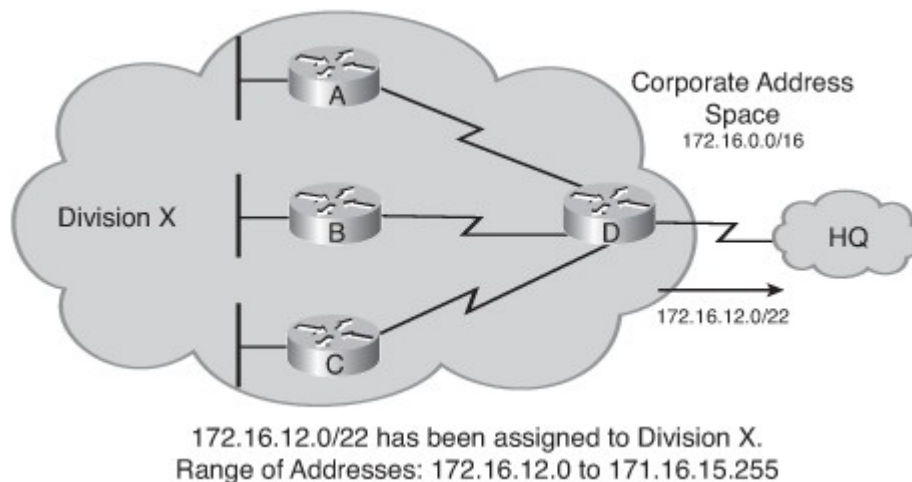 A
Corporate Address
Space
172.16.0.0/16
Division X
B
D
HQ
172.16.12.0/22
C
172.16.12.0/22 has been assigned to Division X.
Range of Addresses: 172.16.12.0 to 171.16.15.255